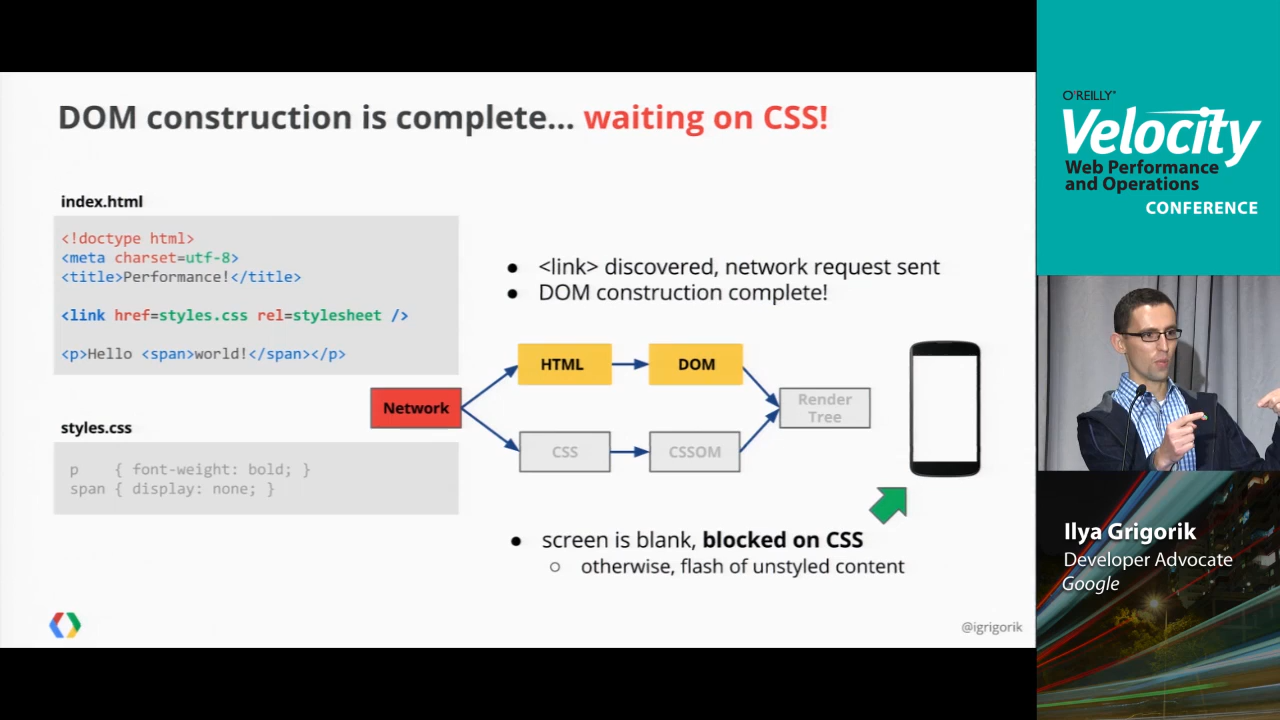 DOM construction is complete... waiting on CSS!
index.html
<!doctype html>
<meta charset=utf-8>
<title>Performance!</title>
<link href=styles.css rel=stylesheet />
<p>Hello <span>world!</span></p>
styles.css
p { font-weight: bold; }
span { display: none; }
● <link> discovered, network request sent
● DOM construction complete!
HTML
DOM
Network
Render
Tree
CSS
CSSOM
● screen is blank, blocked on CSS
○ otherwise, flash of unstyled content
@igrigorik
O'REILLY®
Velocity
Web Performance
and Operations
CONFERENCE
Ilya Grigorik
Developer Advocate
Google